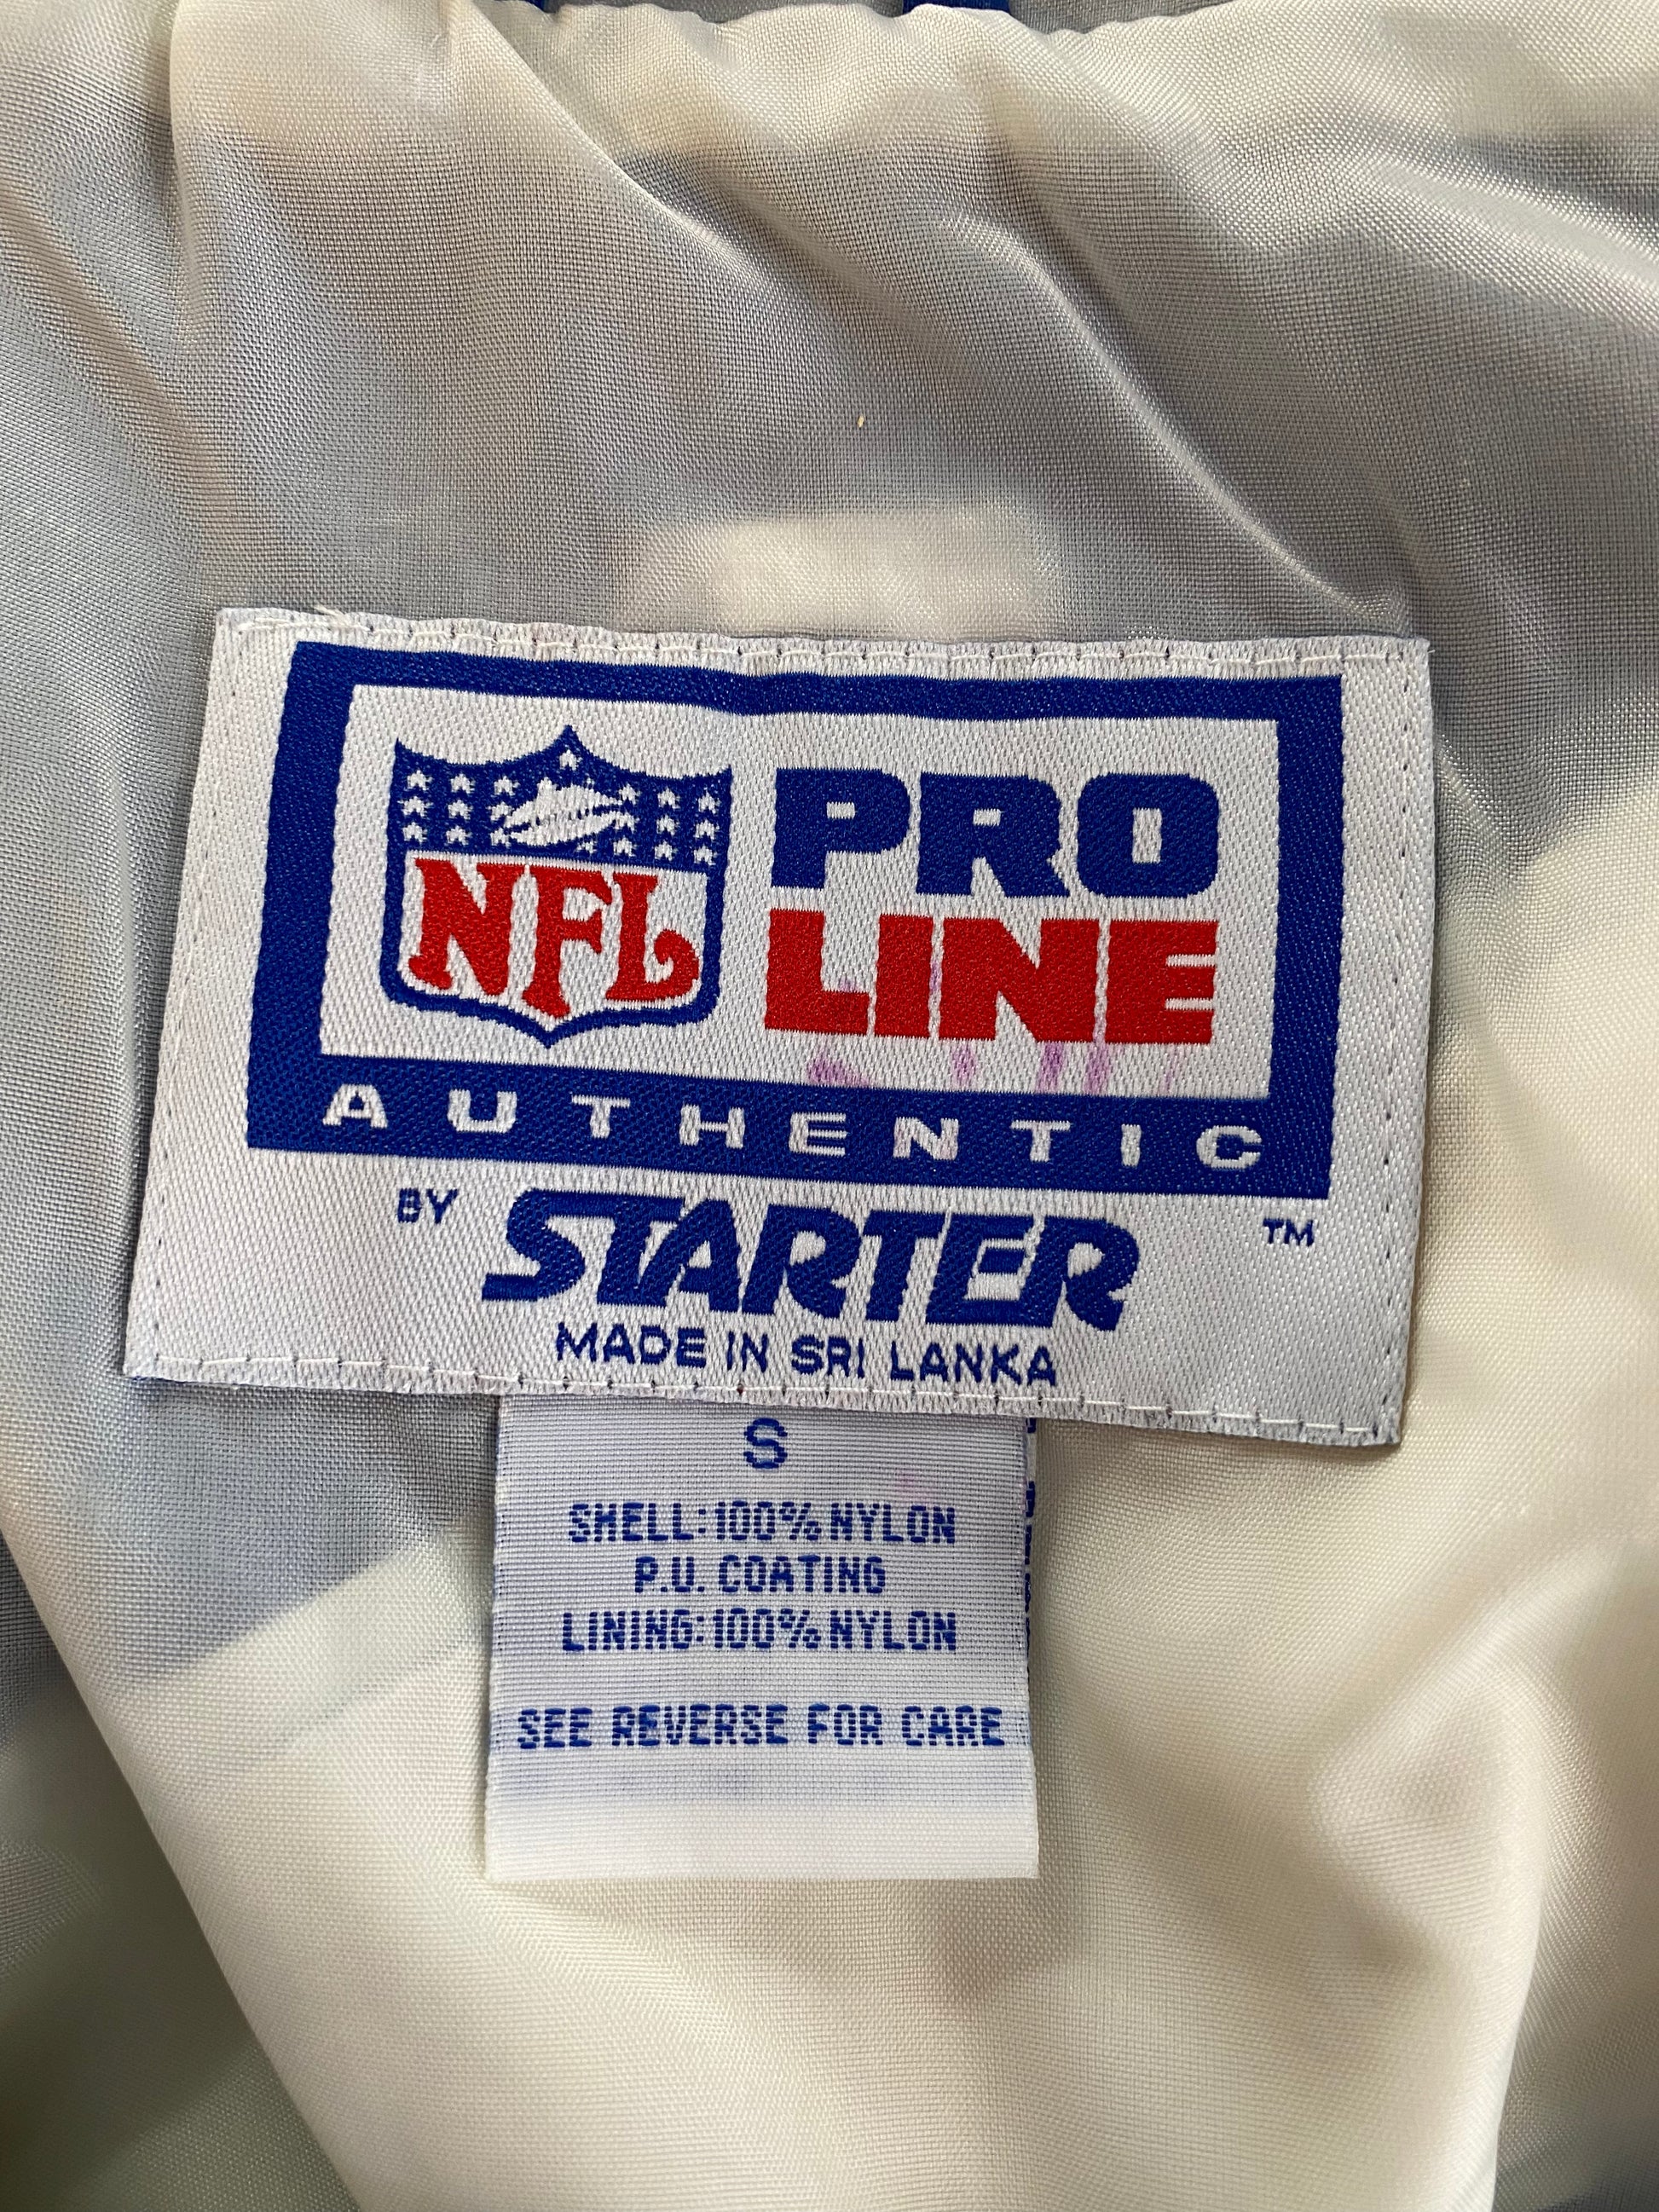 NFL
PRO
LINE
AUTHENTIC
BY STARTER TM
MADE IN SRI LANKA
S
SHELL:100% NYLON
P.U. COATING
LINING:100% NYLON
SEE REVERSE FOR CARE